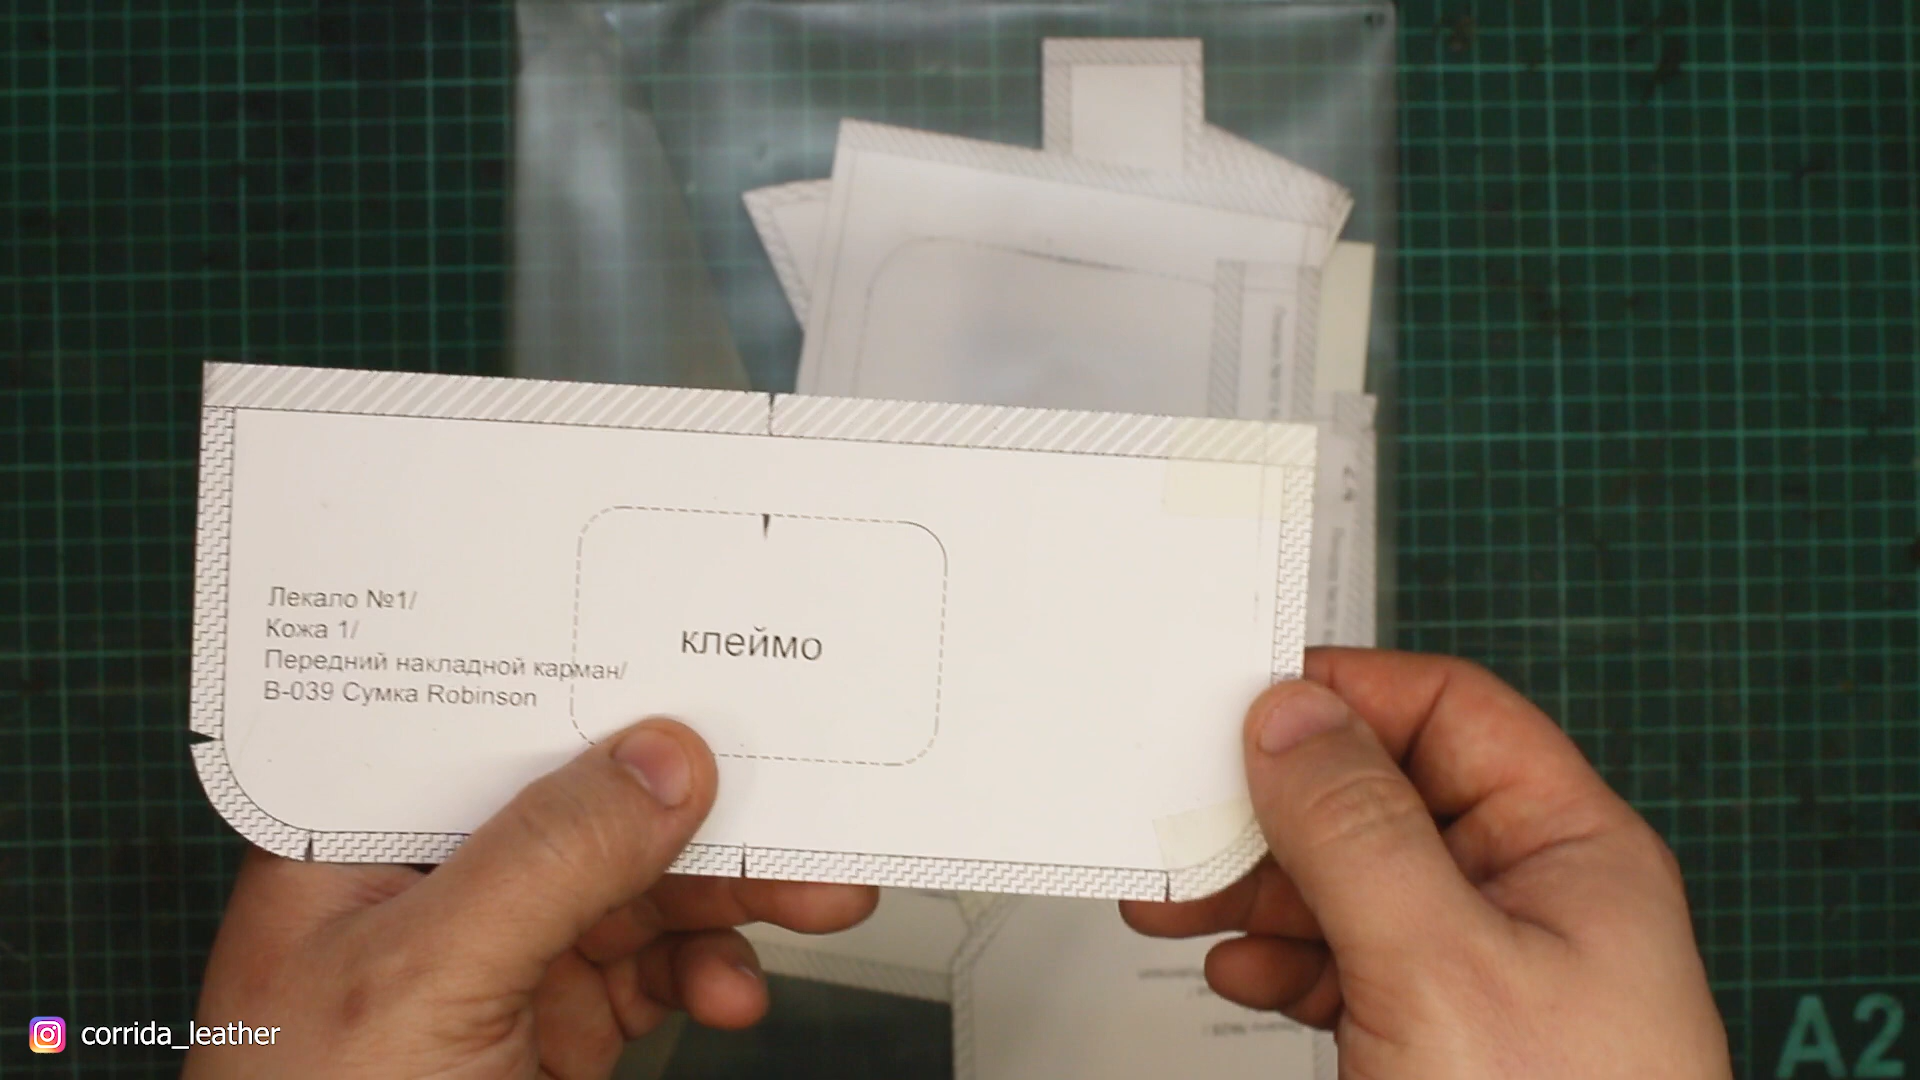 Лекало №1/
Кожа 1/
Передний накладной карман/
В-039 Сумка Robinson
клеймо
corrida_leather
A2